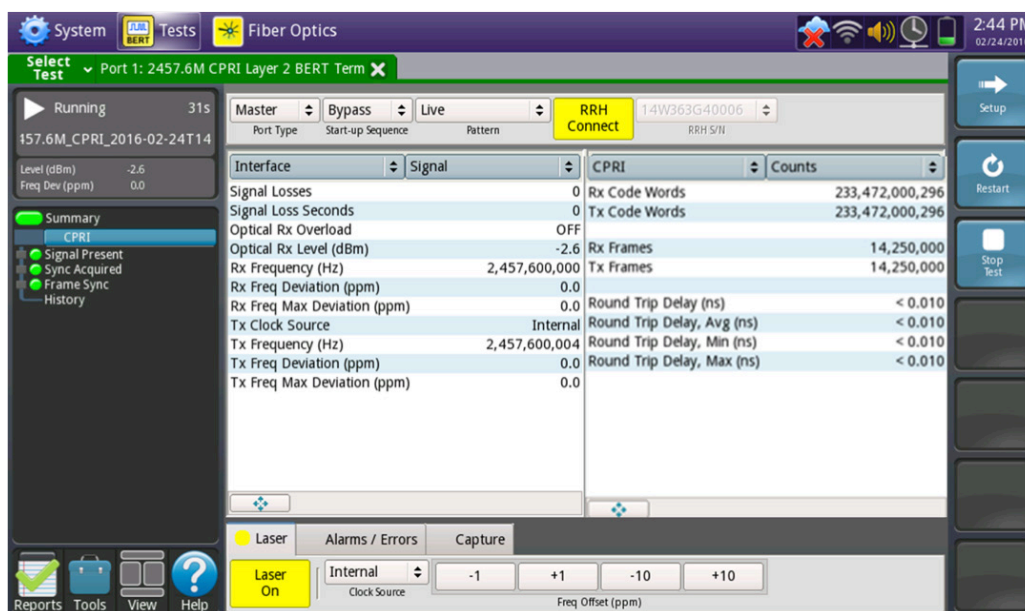 System
BERT
Tests
Fiber Optics
2:44 PM
02/24/201
Select Test
Port 1: 2457.6M CPRI Layer 2 BERT Term
Setup
Running 31s
457.6M_CPRI_2016-02-24T14
Level (dBm) -2.6
Freq Dev (ppm) 0.0
Master Bypass Live RRH Connect 14W363G40006
Port Type Start-up Sequence Pattern RRH S/N
Restart
Stop Test
Summary
CPRI
Signal Present
Sync Acquired
Frame Sync
History
Interface Signal
Signal Losses 0
Signal Loss Seconds 0
Optical Rx Overload OFF
Optical Rx Level (dBm) -2.6
Rx Frequency (Hz) 2,457,600,000
Rx Freq Deviation (ppm) 0.0
Rx Freq Max Deviation (ppm) 0.0
Tx Clock Source Internal
Tx Frequency (Hz) 2,457,600,004
Tx Freq Deviation (ppm) 0.0
Tx Freq Max Deviation (ppm) 0.0
CPRI Counts
Rx Code Words 233,472,000,296
Tx Code Words 233,472,000,296
Rx Frames 14,250,000
Tx Frames 14,250,000
Round Trip Delay (ns) < 0.010
Round Trip Delay, Avg (ns) < 0.010
Round Trip Delay, Min (ns) < 0.010
Round Trip Delay, Max (ns) < 0.010
Laser Alarms / Errors Capture
Laser On
Internal
Clock Source
-1 +1 -10 +10
Freq Offset (ppm)
Reports Tools View Help